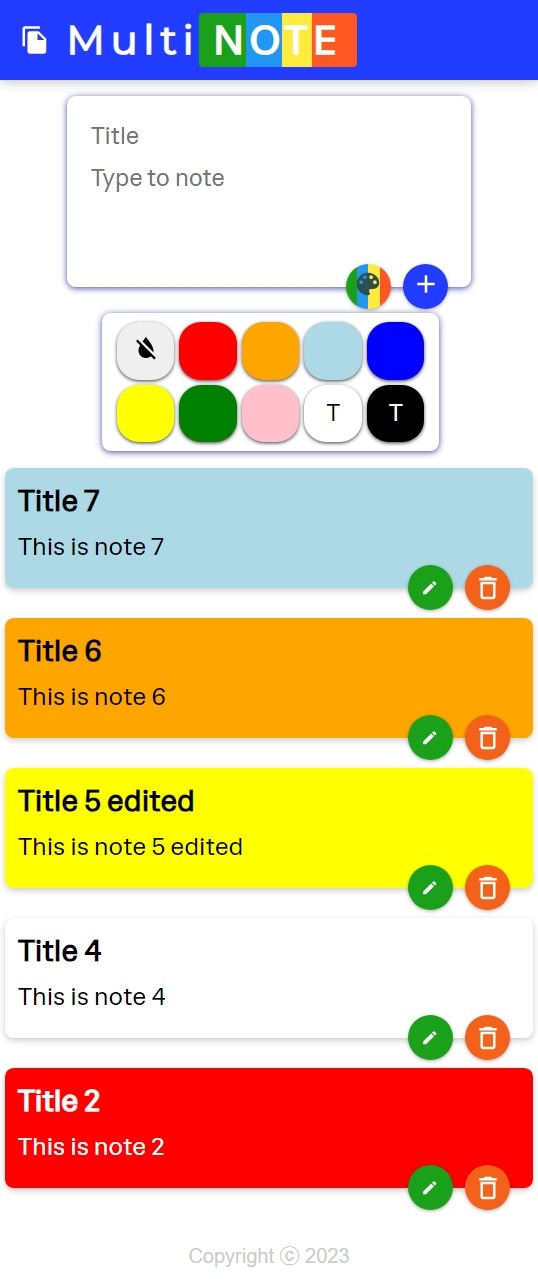 Multi NOTE
Title
Type to note
T T
Title 7
This is note 7
Title 6
This is note 6
Title 5 edited
This is note 5 edited
Title 4
This is note 4
Title 2
This is note 2
Copyright ⓒ 2023